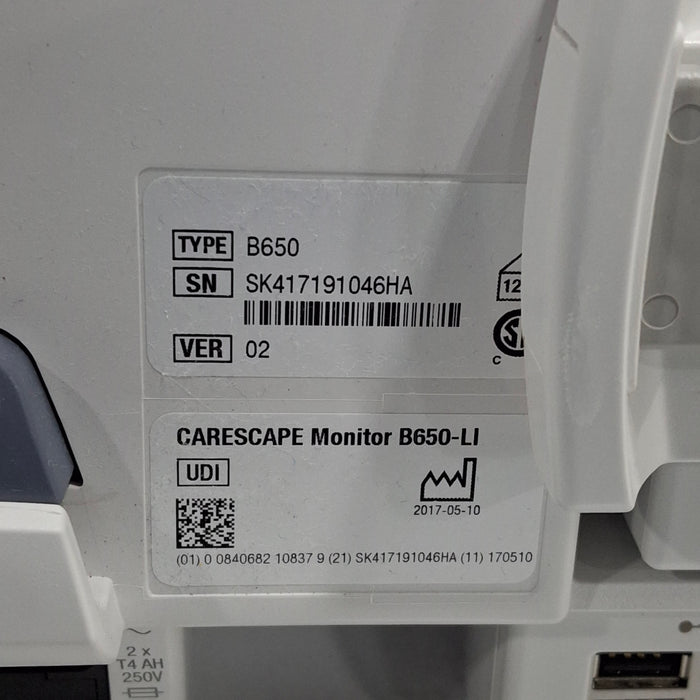 TYPE B650
SN SK417191046HA
12
VER 02
C
CARESCAPE Monitor B650-LI
UDI
2017-05-10
(01) 0 0840682 10837 9 (21) SK417191046HA (11) 170510
2 x
T4 AH
250V